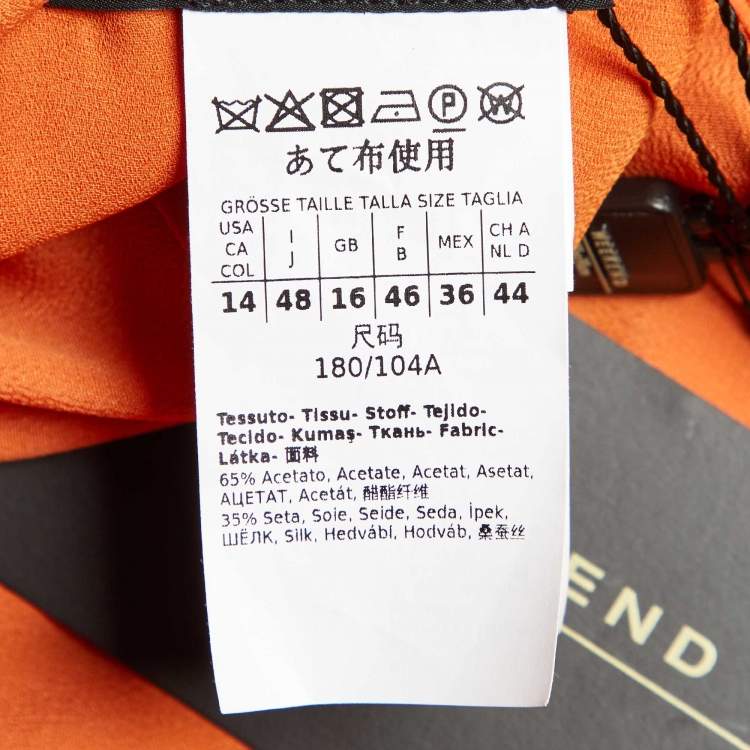 P W
あて布使用
GRÖSSE TAILLE TALLA SIZE TAGLIA
USA CA COL I J GB F B MEX CH A NL D
14 48 16 46 36 44
尺码
180/104A
Tessuto- Tissu- Stoff- Tejido-
Tecido- Kumaş- Ткань- Fabric-
Látka- 面料
65% Acetato, Acetate, Acetat, Asetat,
АЦЕТАТ, Acetát, 醋酯纤维
35% Seta, Soie, Seide, Seda, İpek,
ШЁЛК, Silk, Hedvábí, Hodváb, 桑蚕丝
END
WEEKEND